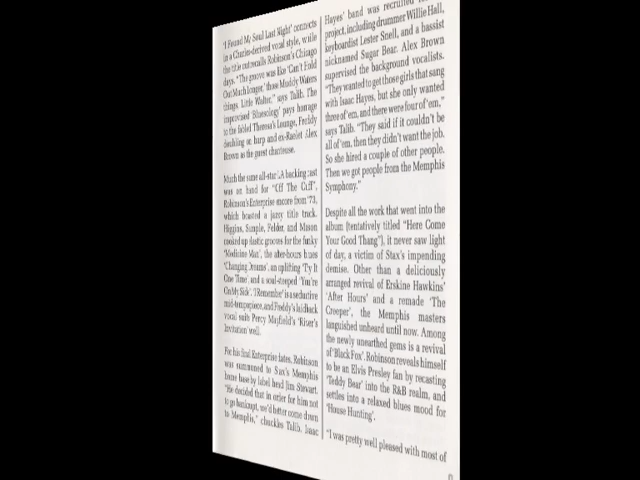 'I Found My Soul Last Night' connects
in a Charles-derived vocal style, while
the title cut recalls Robinson's Chicago
days. "The groove was like 'Can't Hold
Out Much Longer,' those Muddy Waters
things, Little Walter," says Talib. The
improvised 'Bluesology' pays homage
to the fabled Theresa's Lounge, Freddy
doubling on harp and ex-Raelet Alex
Brown as the guest chanteuse.
Much the same all-star LA backing cast
was on hand for "Off The Cuff",
Robinson's Enterprise encore from '73,
which boasted a jazzy title track.
Higgins, Sample, Felder, and Mason
cooked up elastic grooves for the funky
'Medicine Man', the after-hours blues
'Changing Dreams', an uplifting 'Try It
One Time', and a soul-steeped 'You're
On My Side'. 'I Remember' is a seductive
mid-tempo piece, and Freddy's laidback
vocal suits Percy Mayfield's 'River's
Invitation' well.
For his final Enterprise dates, Robinson
was summoned to Stax's Memphis
home base by label head Jim Stewart.
"He decided that in order for him not
to go bankrupt, we'd better come down
to Memphis," chuckles Talib. Isaac
Hayes' band was recruited
project, including drummer Willie Hall,
keyboardist Lester Snell, and a bassist
nicknamed Sugar Bear. Alex Brown
supervised the background vocalists.
"They wanted to get those girls that sang
with Isaac Hayes, but she only wanted
three of 'em, and there were four of 'em,"
says Talib. "They said if it couldn't be
all of 'em, then they didn't want the job.
So she hired a couple of other people.
Then we got people from the Memphis
Symphony."
Despite all the work that went into the
album (tentatively titled "Here Come
Your Good Thang"), it never saw light
of day, a victim of Stax's impending
demise. Other than a deliciously
arranged revival of Erskine Hawkins'
'After Hours' and a remade 'The
Creeper', the Memphis masters
languished unheard until now. Among
the newly unearthed gems is a revival
of 'Black Fox'. Robinson reveals himself
to be an Elvis Presley fan by recasting
'Teddy Bear' into the R&B realm, and
settles into a relaxed blues mood for
'House Hunting'.
"I was pretty well pleased with most of